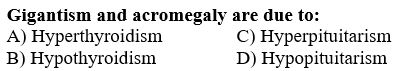 Gigantism and acromegaly are due to:
A) Hyperthyroidism C) Hyperpituitarism
B) Hypothyroidism D) Hypopituitarism